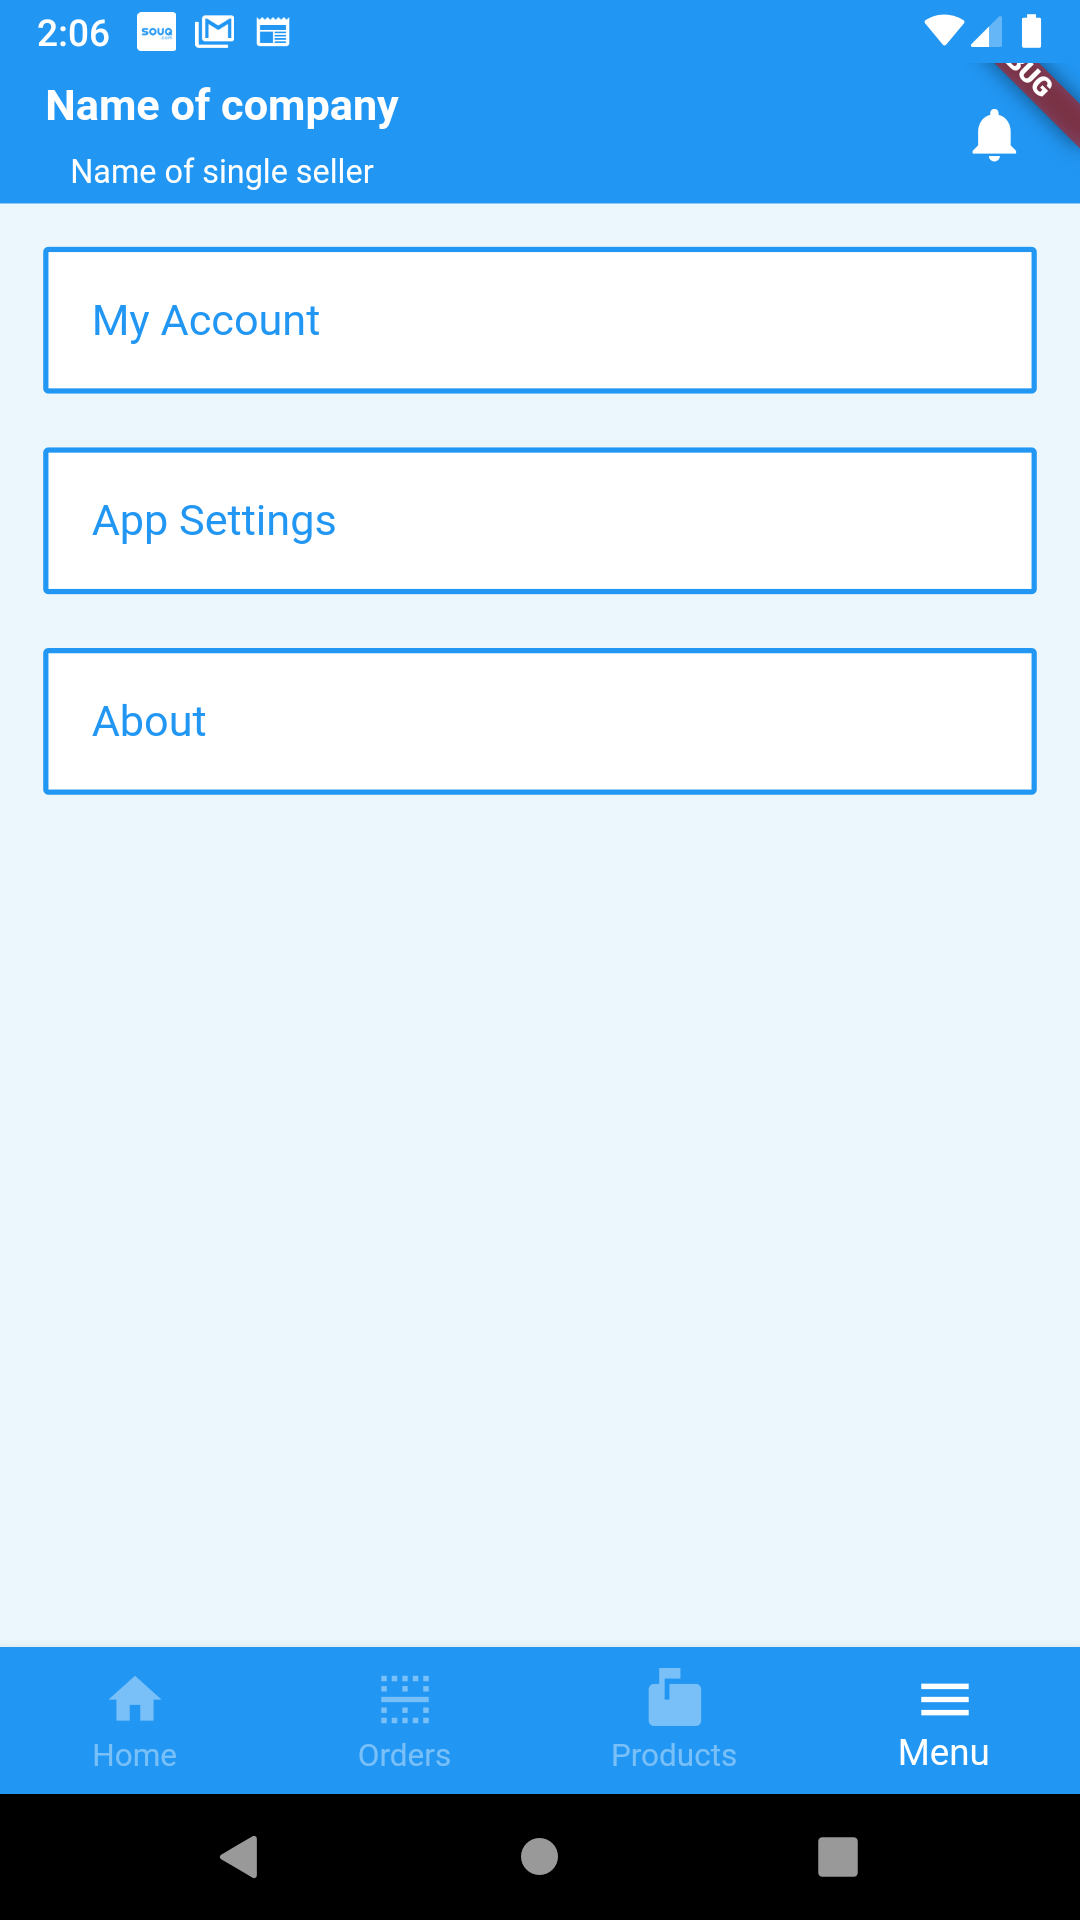 2:06
souq
Name of company
Name of single seller
My Account
App Settings
About
Home
Orders
Products
Menu